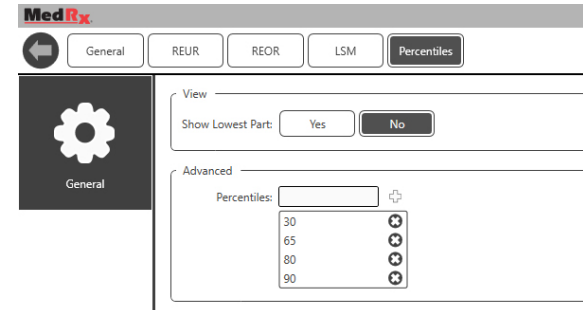 MedRx.
General REUR REOR LSM Percentiles
General
View
Show Lowest Part: Yes No
Advanced
Percentiles:
30
65
80
90